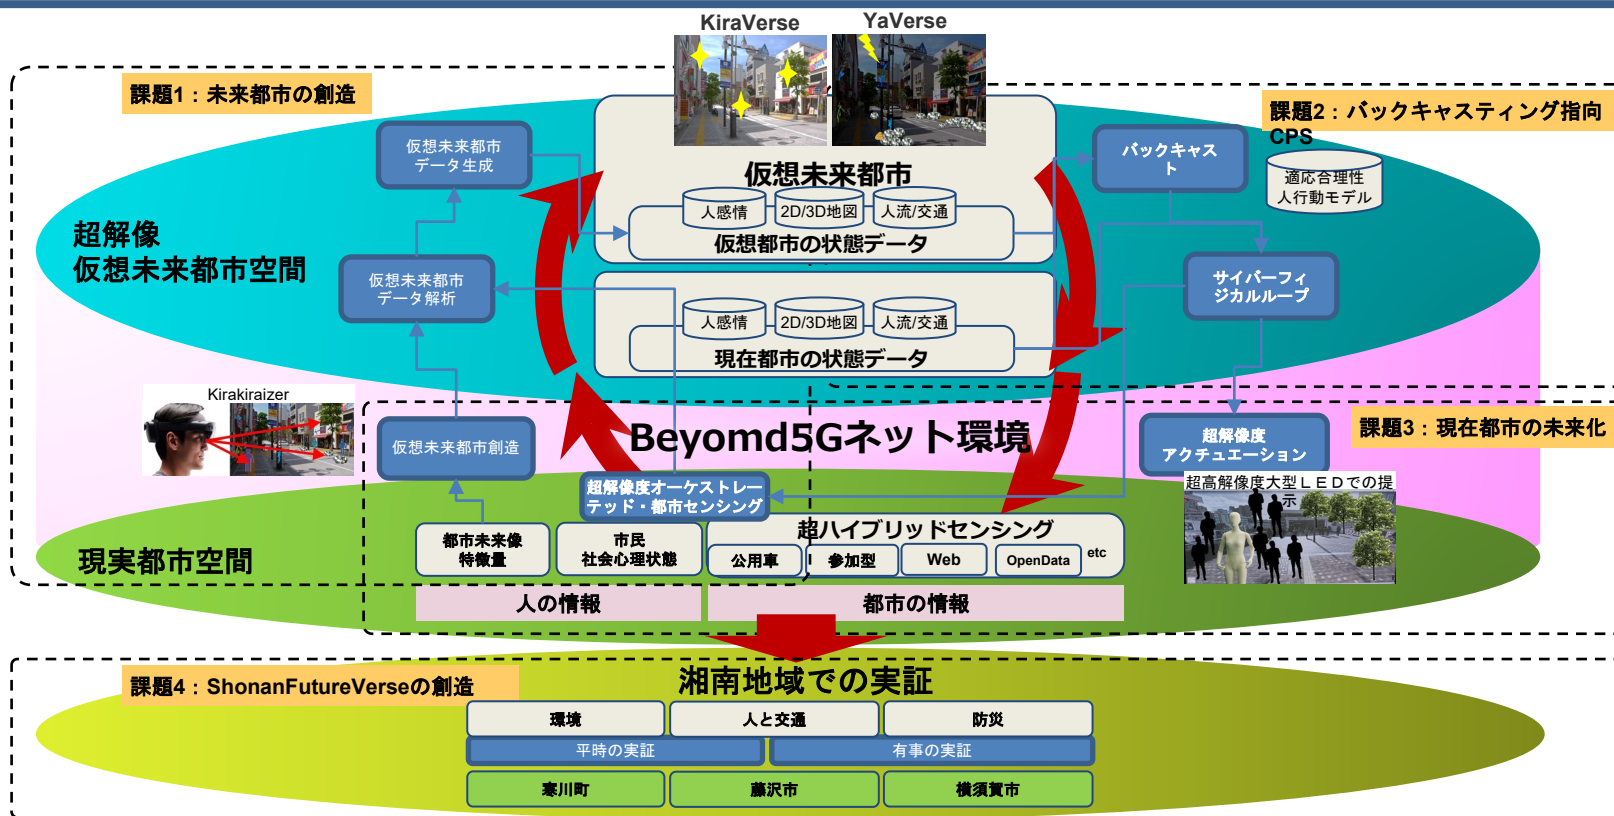 KiraVerse
YaVerse
課題1：未来都市の創造
課題2：バックキャスティング指向
CPS
仮想未来都市
データ生成
バックキャス
ト
適応合理性
人行動モデル
仮想未来都市
人感情
2D/3D地図
人流/交通
仮想都市の状態データ
超解像
仮想未来都市空間
仮想未来都市
データ解析
サイバーフィ
ジカルループ
人感情
2D/3D地図
人流/交通
現在都市の状態データ
Kirakiraizer
仮想未来都市創造
Beyomd5Gネット環境
超解像度
アクチュエーション
課題3：現在都市の未来化
超高解像度大型ＬＥＤでの提
示
超解像度オーケストレー
テッド・都市センシング
現実都市空間
都市未来像
特徴量
市民
社会心理状態
超ハイブリッドセンシング
公用車
参加型
Web
OpenData
etc
人の情報
都市の情報
課題4：ShonanFutureVerseの創造
湘南地域での実証
環境
人と交通
防災
平時の実証
有事の実証
寒川町
藤沢市
横須賀市